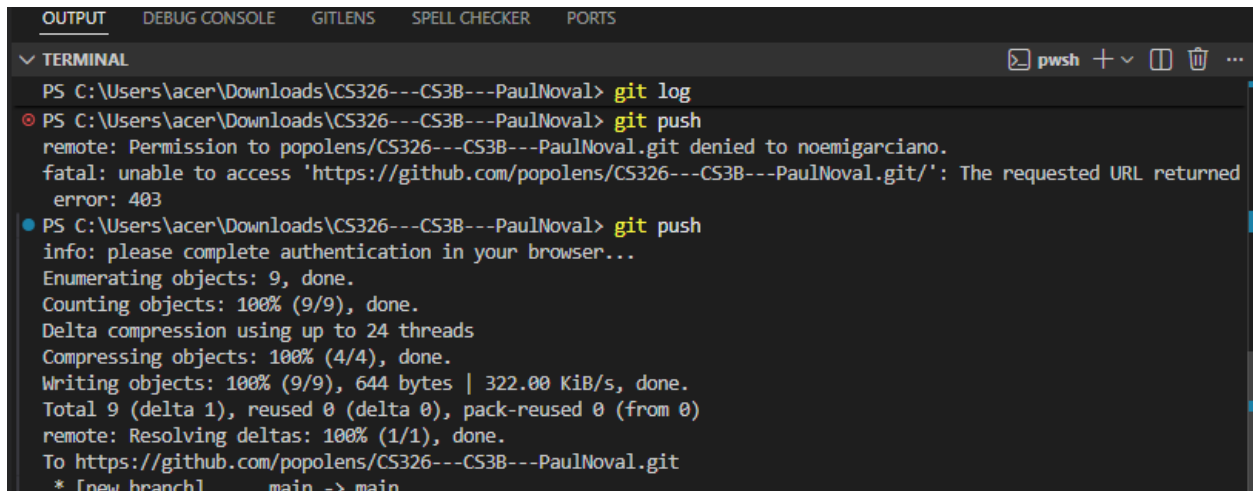 OUTPUT DEBUG CONSOLE GITLENS SPELL CHECKER PORTS
TERMINAL pwsh
PS C:\Users\acer\Downloads\CS326---CS3B---PaulNoval> git log
PS C:\Users\acer\Downloads\CS326---CS3B---PaulNoval> git push
remote: Permission to popolens/CS326---CS3B---PaulNoval.git denied to noemigarciano.
fatal: unable to access 'https://github.com/popolens/CS326---CS3B---PaulNoval.git/': The requested URL returned
error: 403
PS C:\Users\acer\Downloads\CS326---CS3B---PaulNoval> git push
info: please complete authentication in your browser...
Enumerating objects: 9, done.
Counting objects: 100% (9/9), done.
Delta compression using up to 24 threads
Compressing objects: 100% (4/4), done.
Writing objects: 100% (9/9), 644 bytes | 322.00 KiB/s, done.
Total 9 (delta 1), reused 0 (delta 0), pack-reused 0 (from 0)
remote: Resolving deltas: 100% (1/1), done.
To https://github.com/popolens/CS326---CS3B---PaulNoval.git
* [new branch] main -> main